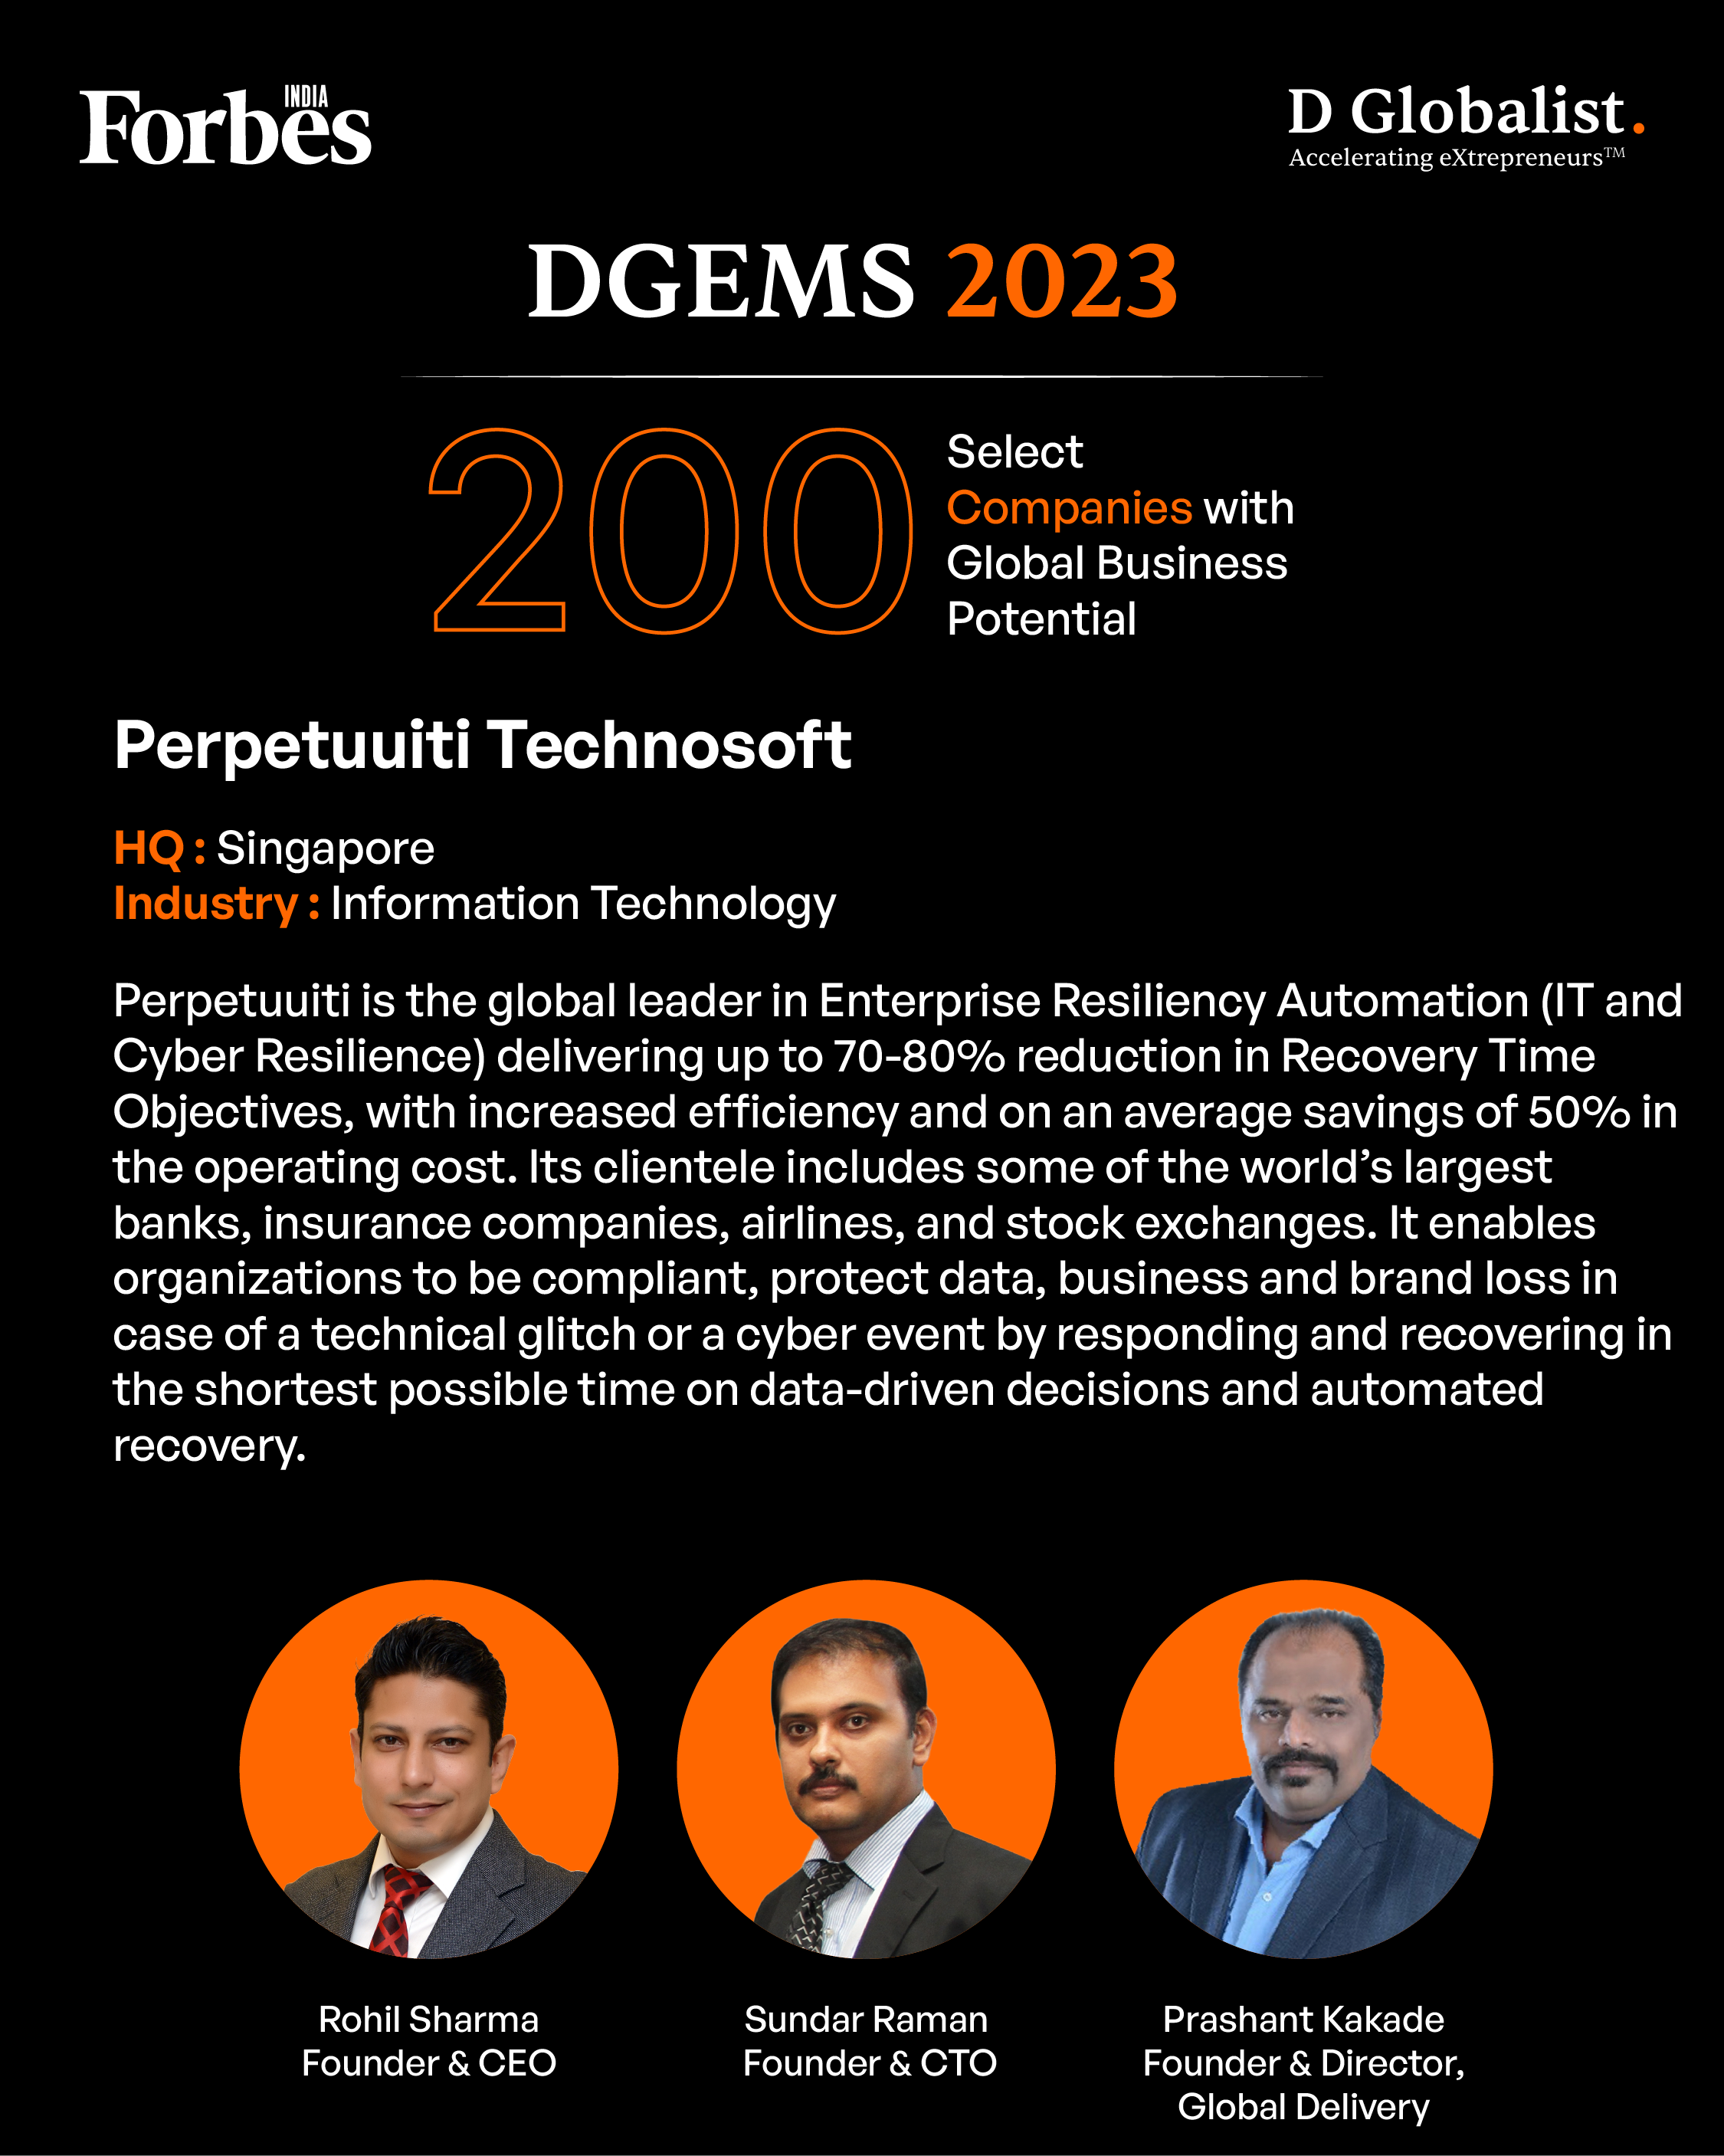 Forbes INDIA
D Globalist.
Accelerating eXtrepreneurs™
DGEMS 2023
200
Select
Companies with
Global Business
Potential
Perpetuuiti Technosoft
HQ : Singapore
Industry : Information Technology
Perpetuuiti is the global leader in Enterprise Resiliency Automation (IT and
Cyber Resilience) delivering up to 70-80% reduction in Recovery Time
Objectives, with increased efficiency and on an average savings of 50% in
the operating cost. Its clientele includes some of the world’s largest
banks, insurance companies, airlines, and stock exchanges. It enables
organizations to be compliant, protect data, business and brand loss in
case of a technical glitch or a cyber event by responding and recovering in
the shortest possible time on data-driven decisions and automated
recovery.
Rohil Sharma
Founder & CEO
Sundar Raman
Founder & CTO
Prashant Kakade
Founder & Director,
Global Delivery